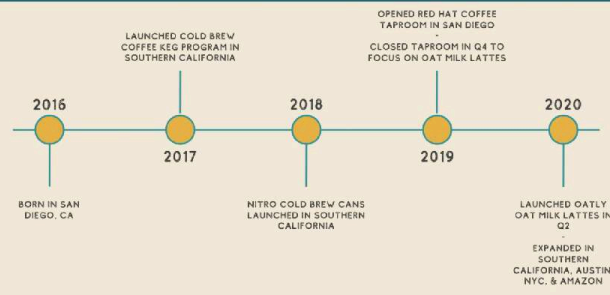 OPENED RED HAT COFFEE
TAPROOM IN SAN DIEGO
-
CLOSED TAPROOM IN Q4 TO
FOCUS ON OAT MILK LATTES
LAUNCHED COLD BREW
COFFEE KEG PROGRAM IN
SOUTHERN CALIFORNIA
2016
2018
2020
2017
2019
BORN IN SAN
DIEGO, CA
NITRO COLD BREW CANS
LAUNCHED IN SOUTHERN
CALIFORNIA
LAUNCHED OATLY
OAT MILK LATTES IN
Q2
-
EXPANDED IN
SOUTHERN
CALIFORNIA, AUSTIN,
NYC, & AMAZON